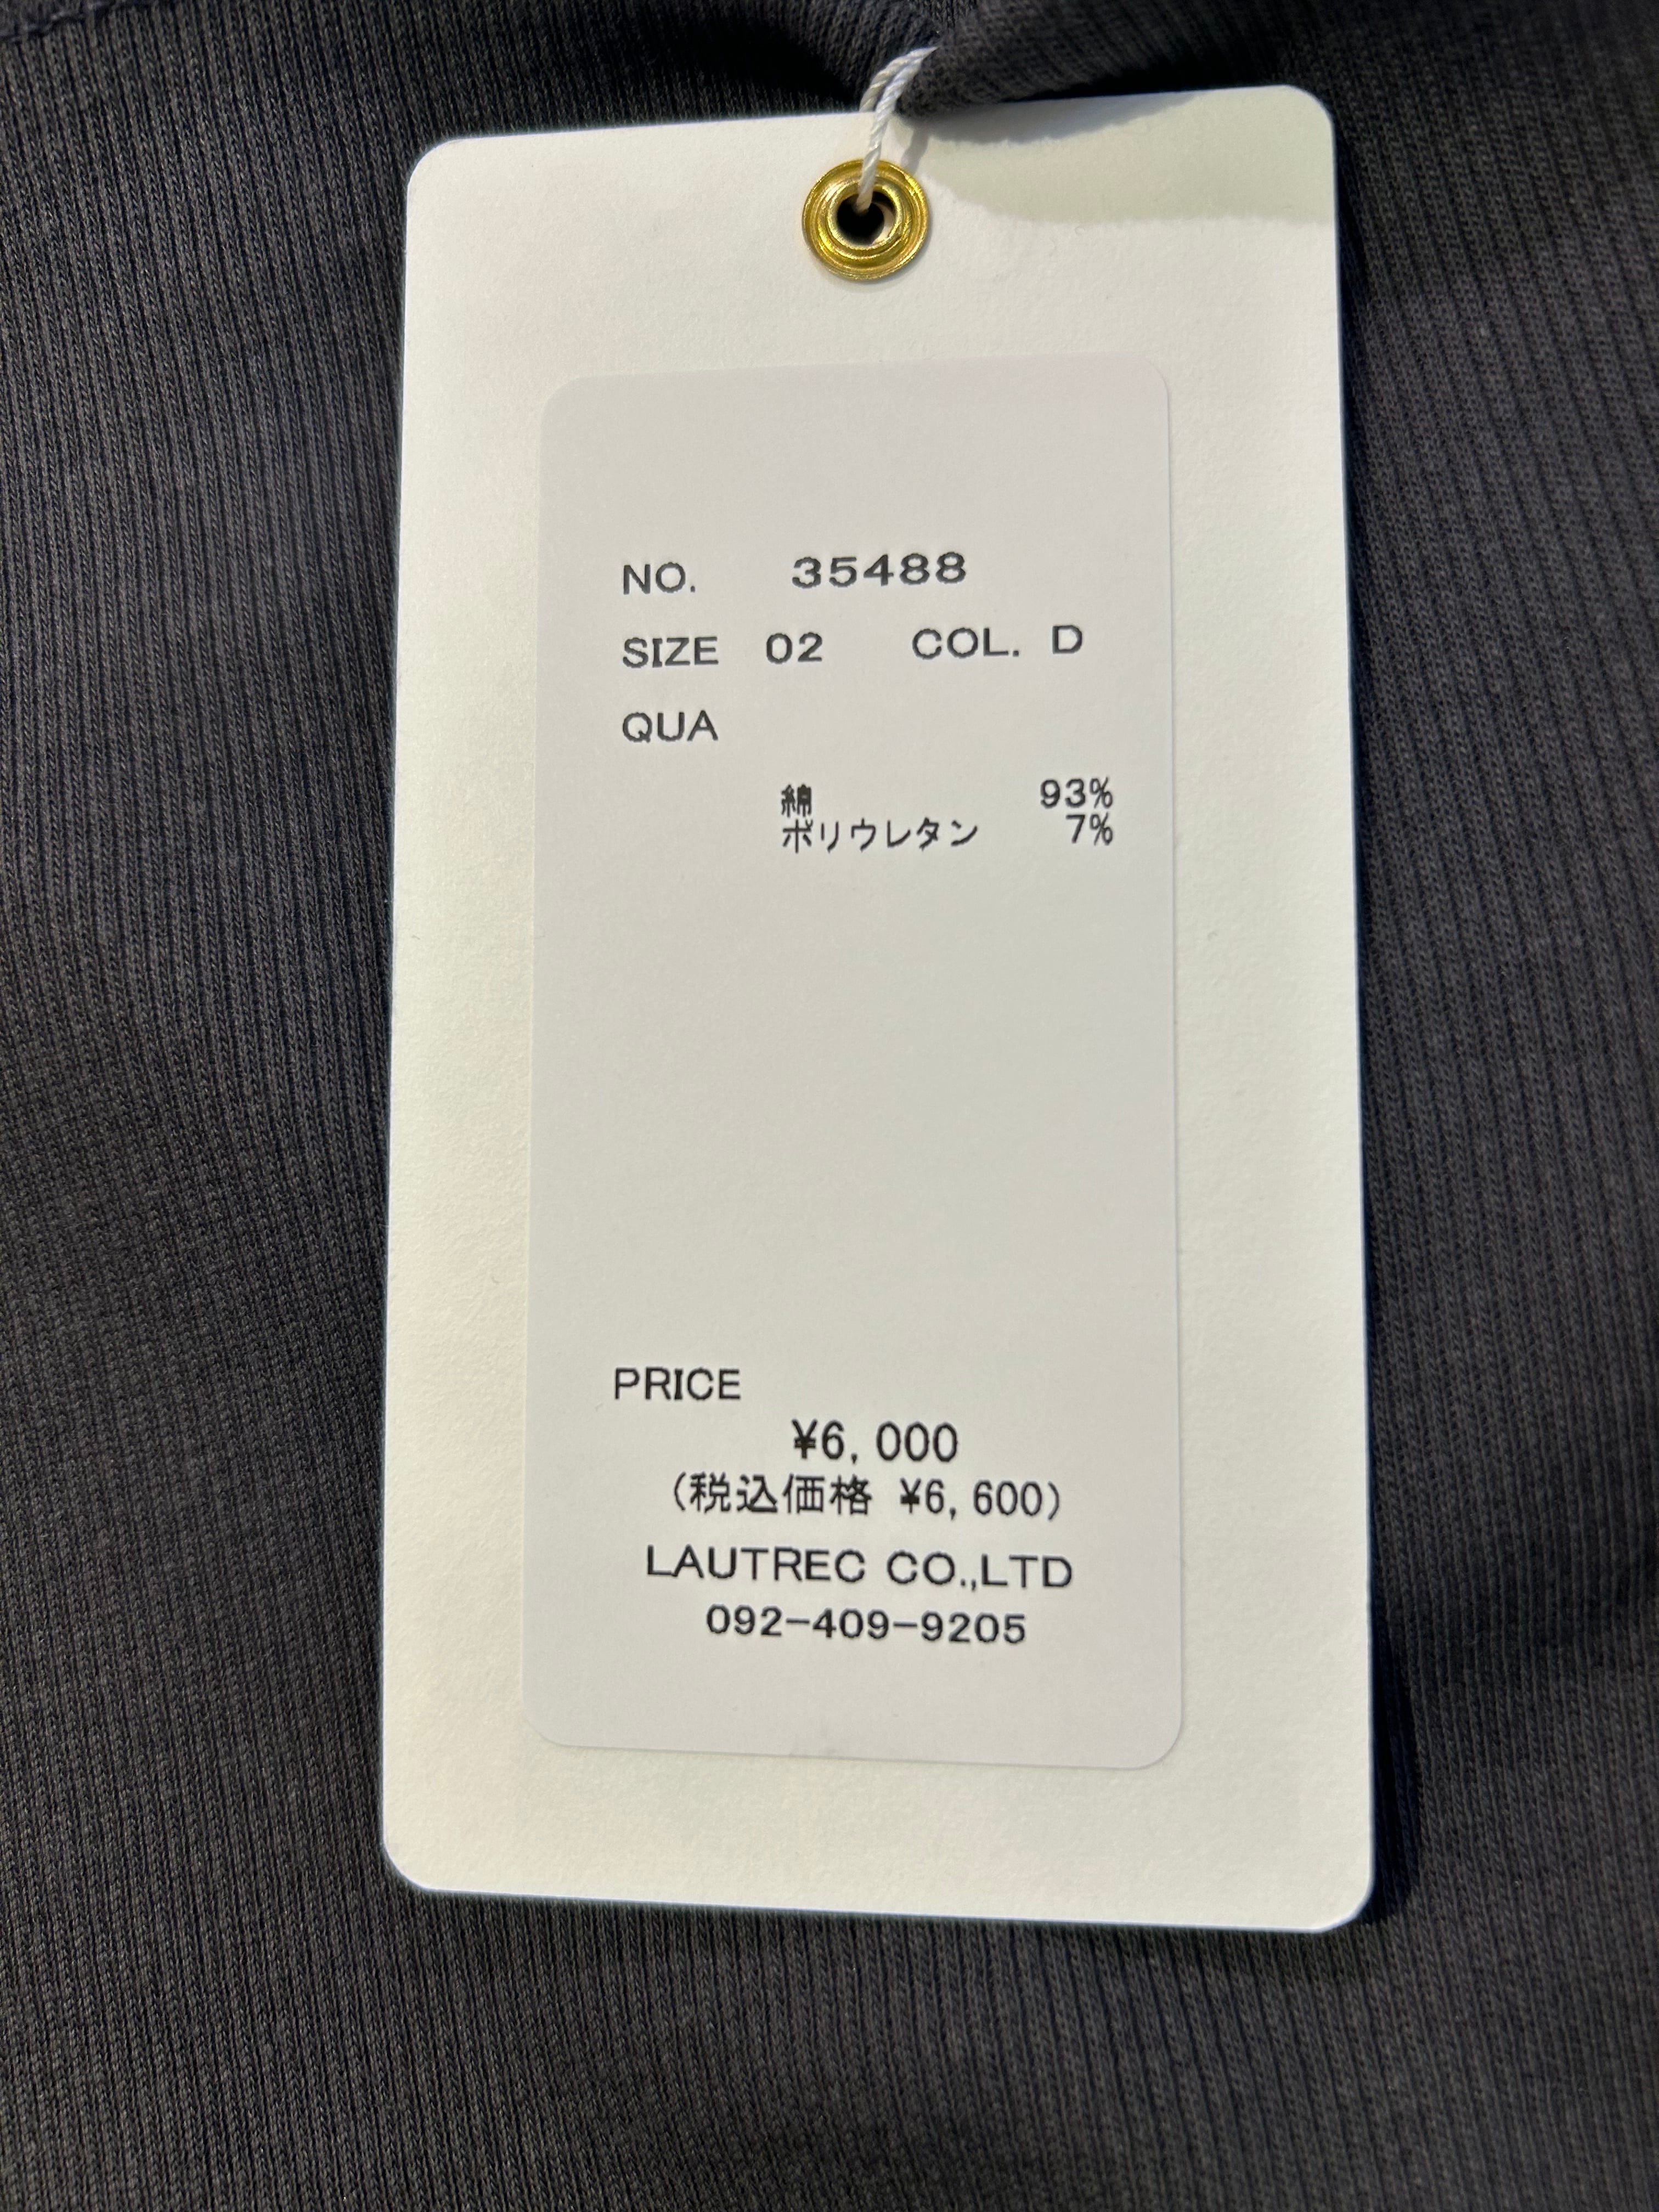 NO. 35488
SIZE 02 COL. D
QUA
綿 93%
ポリウレタン 7%
PRICE
¥6,000
(税込価格 ¥6,600)
LAUTREC CO.,LTD
092-409-9205